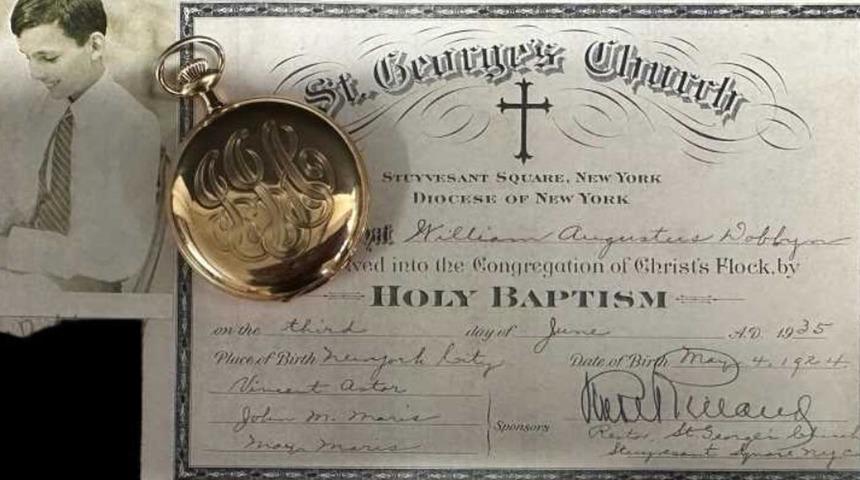 St. George's Church
STUYVESANT SQUARE, NEW YORK
DIOCESE OF NEW YORK
William Augustus Dobbyn
ved into the Congregation of Christ's Flock, by
HOLY BAPTISM
on the third day of June A.D. 1935
Place of Birth New York City Date of Birth May 4, 1924
Vincent Astor
John M. Maris
Mary Maris
Sponsors
Rector, St. George's Church
Stuyvesant Square NYC